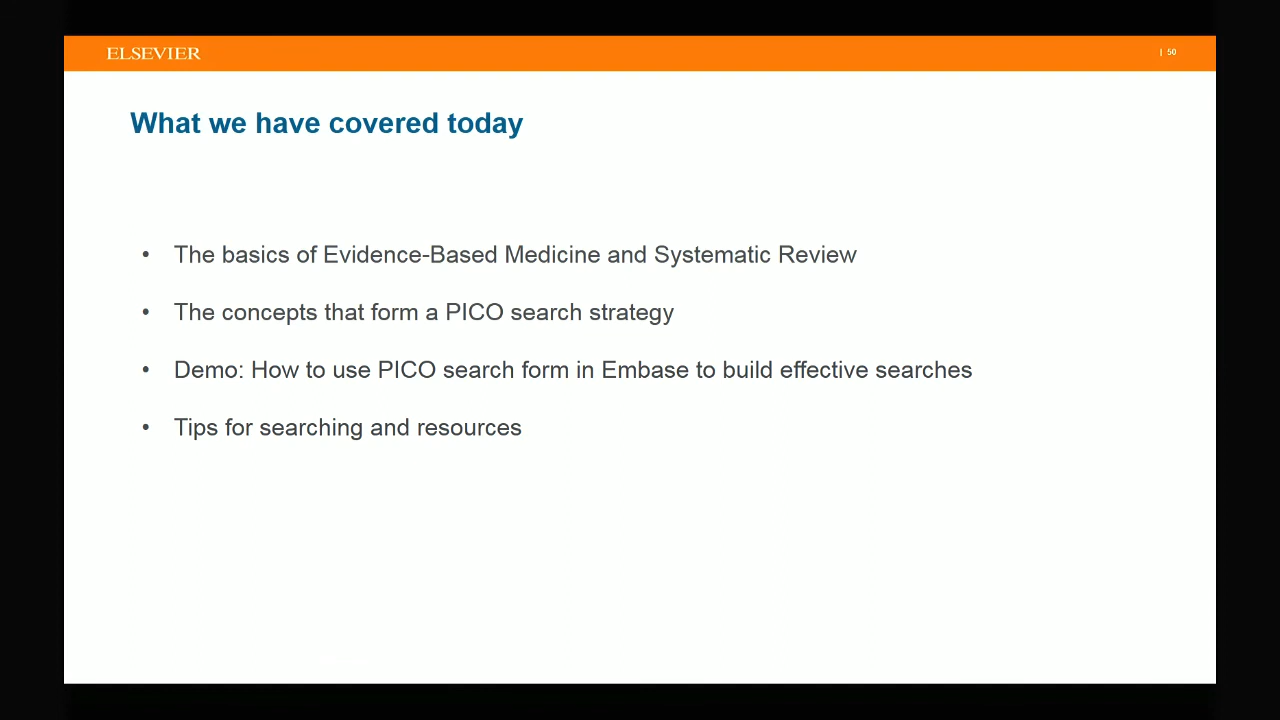 ELSEVIER
| 50
What we have covered today
• The basics of Evidence-Based Medicine and Systematic Review
• The concepts that form a PICO search strategy
• Demo: How to use PICO search form in Embase to build effective searches
• Tips for searching and resources